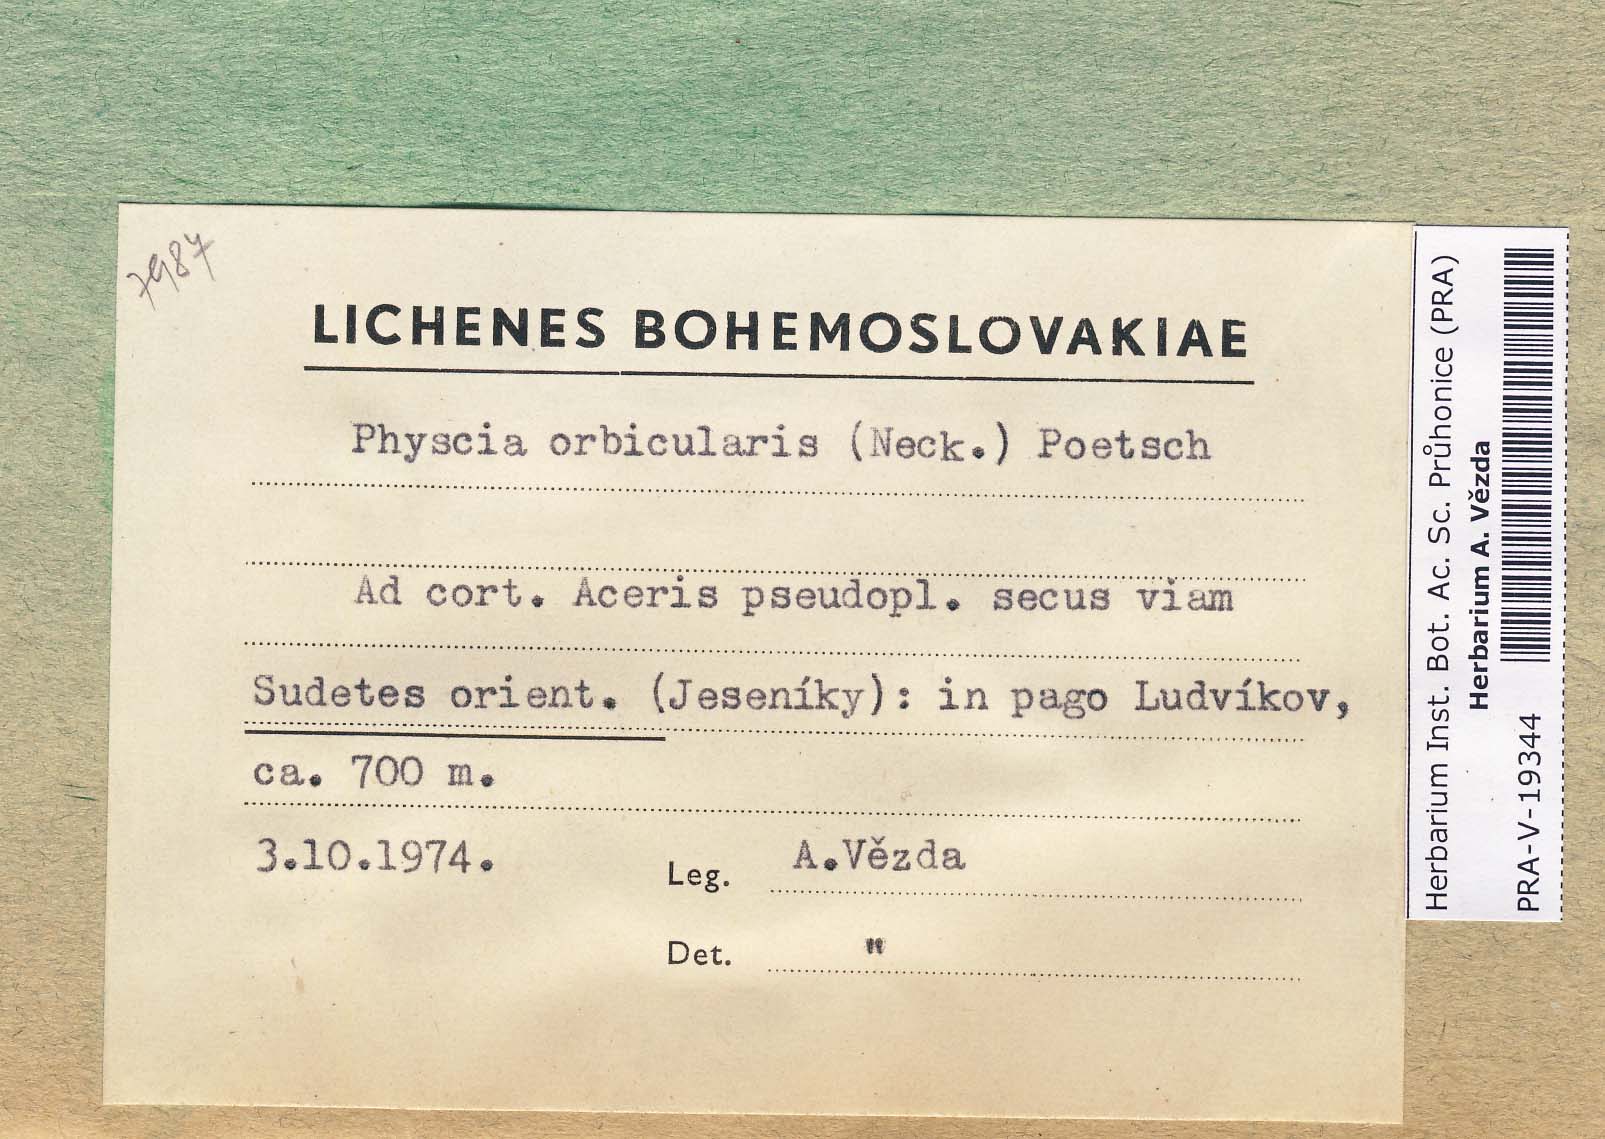 7987
LICHENES BOHEMOSLOVAKIAE
Physcia orbicularis (Neck.) Poetsch
Ad cort. Aceris pseudopl. secus viam
Sudetes orient. (Jeseníky): in pago Ludvíkov,
ca. 700 m.
3.10.1974. Leg. A.Vězda
Det. "
Herbarium Inst. Bot. Ac. Sc. Průhonice (PRA)
Herbarium A. Vězda
PRA-V-19344